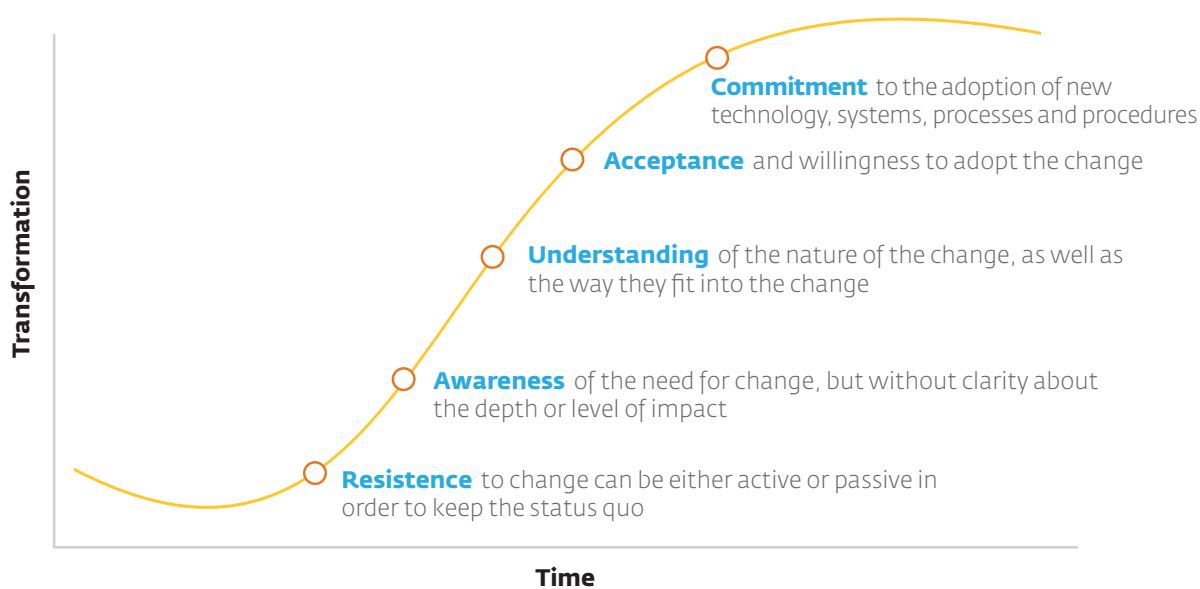 Transformation
Commitment to the adoption of new
technology, systems, processes and procedures
Acceptance and willingness to adopt the change
Understanding of the nature of the change, as well as
the way they fit into the change
Awareness of the need for change, but without clarity about
the depth or level of impact
Resistence to change can be either active or passive in
order to keep the status quo
Time